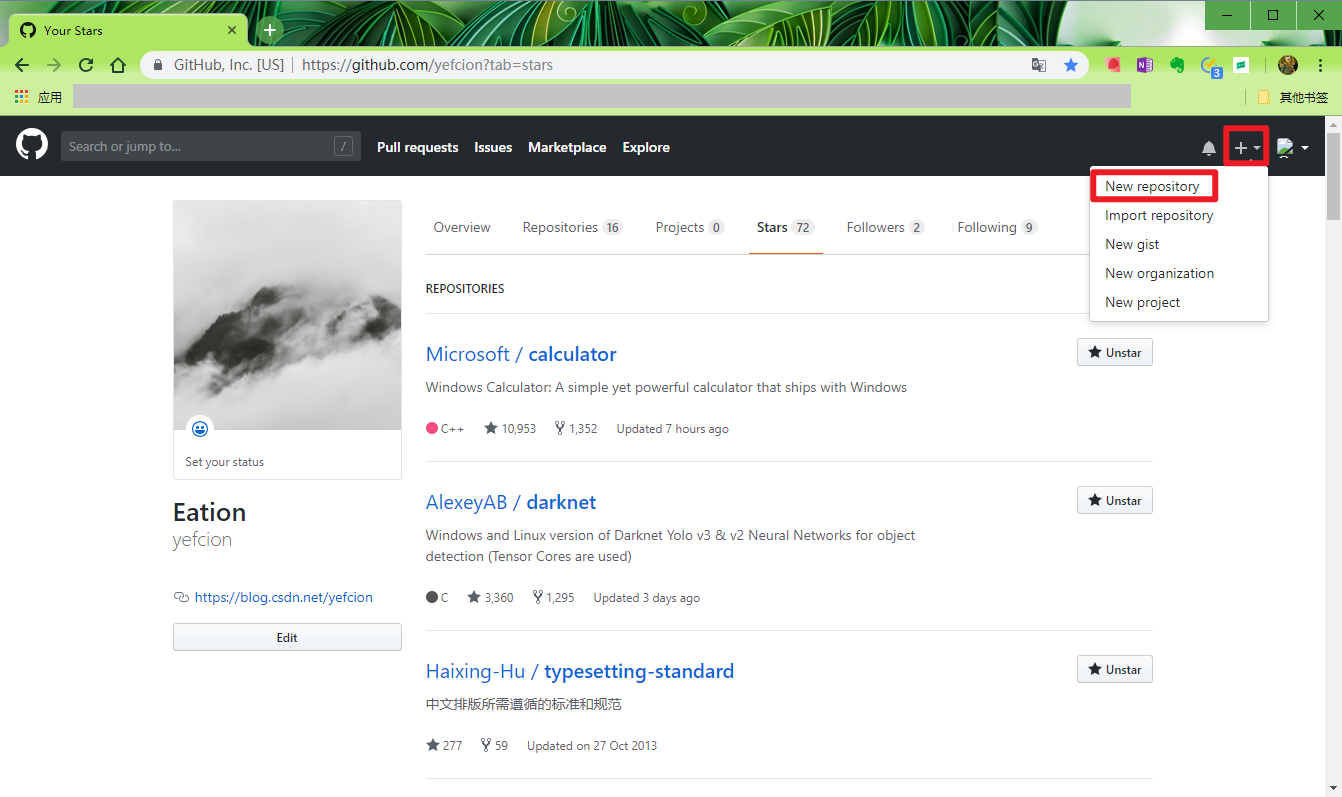 Your Stars
GitHub, Inc. [US] | https://github.com/yefcion?tab=stars
3
应用
其他书签
Search or jump to... /
Pull requests Issues Marketplace Explore
New repository
Import repository
New gist
New organization
New project
Overview Repositories 16 Projects 0 Stars 72 Followers 2 Following 9
REPOSITORIES
Microsoft / calculator
Unstar
Windows Calculator: A simple yet powerful calculator that ships with Windows
C++ 10,953 1,352 Updated 7 hours ago
Set your status
Eation
yefcion
https://blog.csdn.net/yefcion
Edit
AlexeyAB / darknet
Unstar
Windows and Linux version of Darknet Yolo v3 & v2 Neural Networks for object
detection (Tensor Cores are used)
C 3,360 1,295 Updated 3 days ago
Haixing-Hu / typesetting-standard
Unstar
中文排版所需遵循的标准和规范
277 59 Updated on 27 Oct 2013